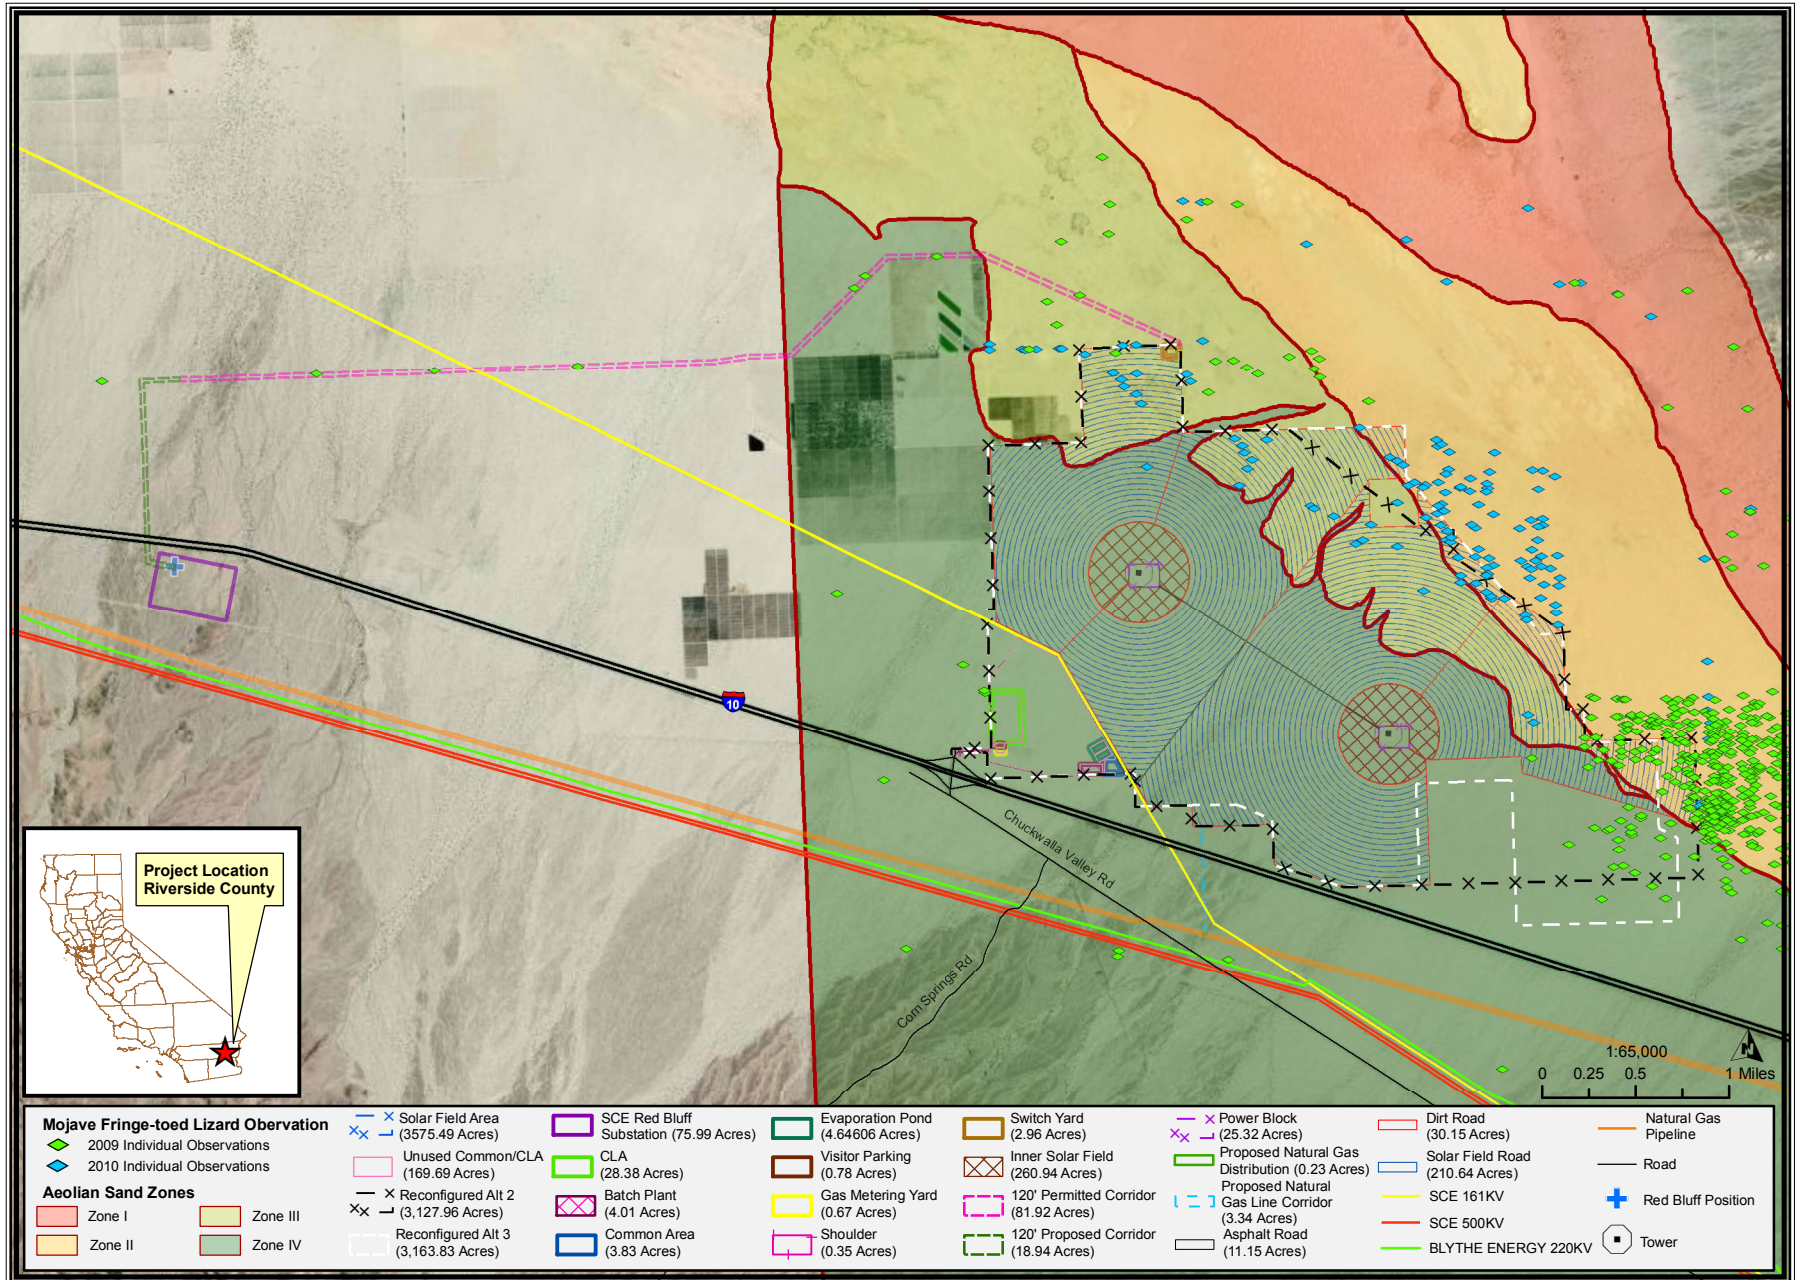 10
Chuckwalla Valley Rd
Corn Springs Rd
Project Location
Riverside County
1:65,000
N
0 0.25 0.5 1 Miles
Mojave Fringe-toed Lizard Obervation
2009 Individual Observations
2010 Individual Observations
Aeolian Sand Zones
Zone I
Zone II
Zone III
Zone IV
Solar Field Area
(3575.49 Acres)
Unused Common/CLA
(169.69 Acres)
Reconfigured Alt 2
(3,127.96 Acres)
Reconfigured Alt 3
(3,163.83 Acres)
SCE Red Bluff
Substation (75.99 Acres)
CLA
(28.38 Acres)
Batch Plant
(4.01 Acres)
Common Area
(3.83 Acres)
Evaporation Pond
(4.64606 Acres)
Visitor Parking
(0.78 Acres)
Gas Metering Yard
(0.67 Acres)
Shoulder
(0.35 Acres)
Switch Yard
(2.96 Acres)
Inner Solar Field
(260.94 Acres)
120' Permitted Corridor
(81.92 Acres)
120' Proposed Corridor
(18.94 Acres)
Power Block
(25.32 Acres)
Proposed Natural Gas
Distribution (0.23 Acres)
Proposed Natural
Gas Line Corridor
(3.34 Acres)
Asphalt Road
(11.15 Acres)
Dirt Road
(30.15 Acres)
Solar Field Road
(210.64 Acres)
SCE 161KV
SCE 500KV
BLYTHE ENERGY 220KV
Natural Gas
Pipeline
Road
Red Bluff Position
Tower